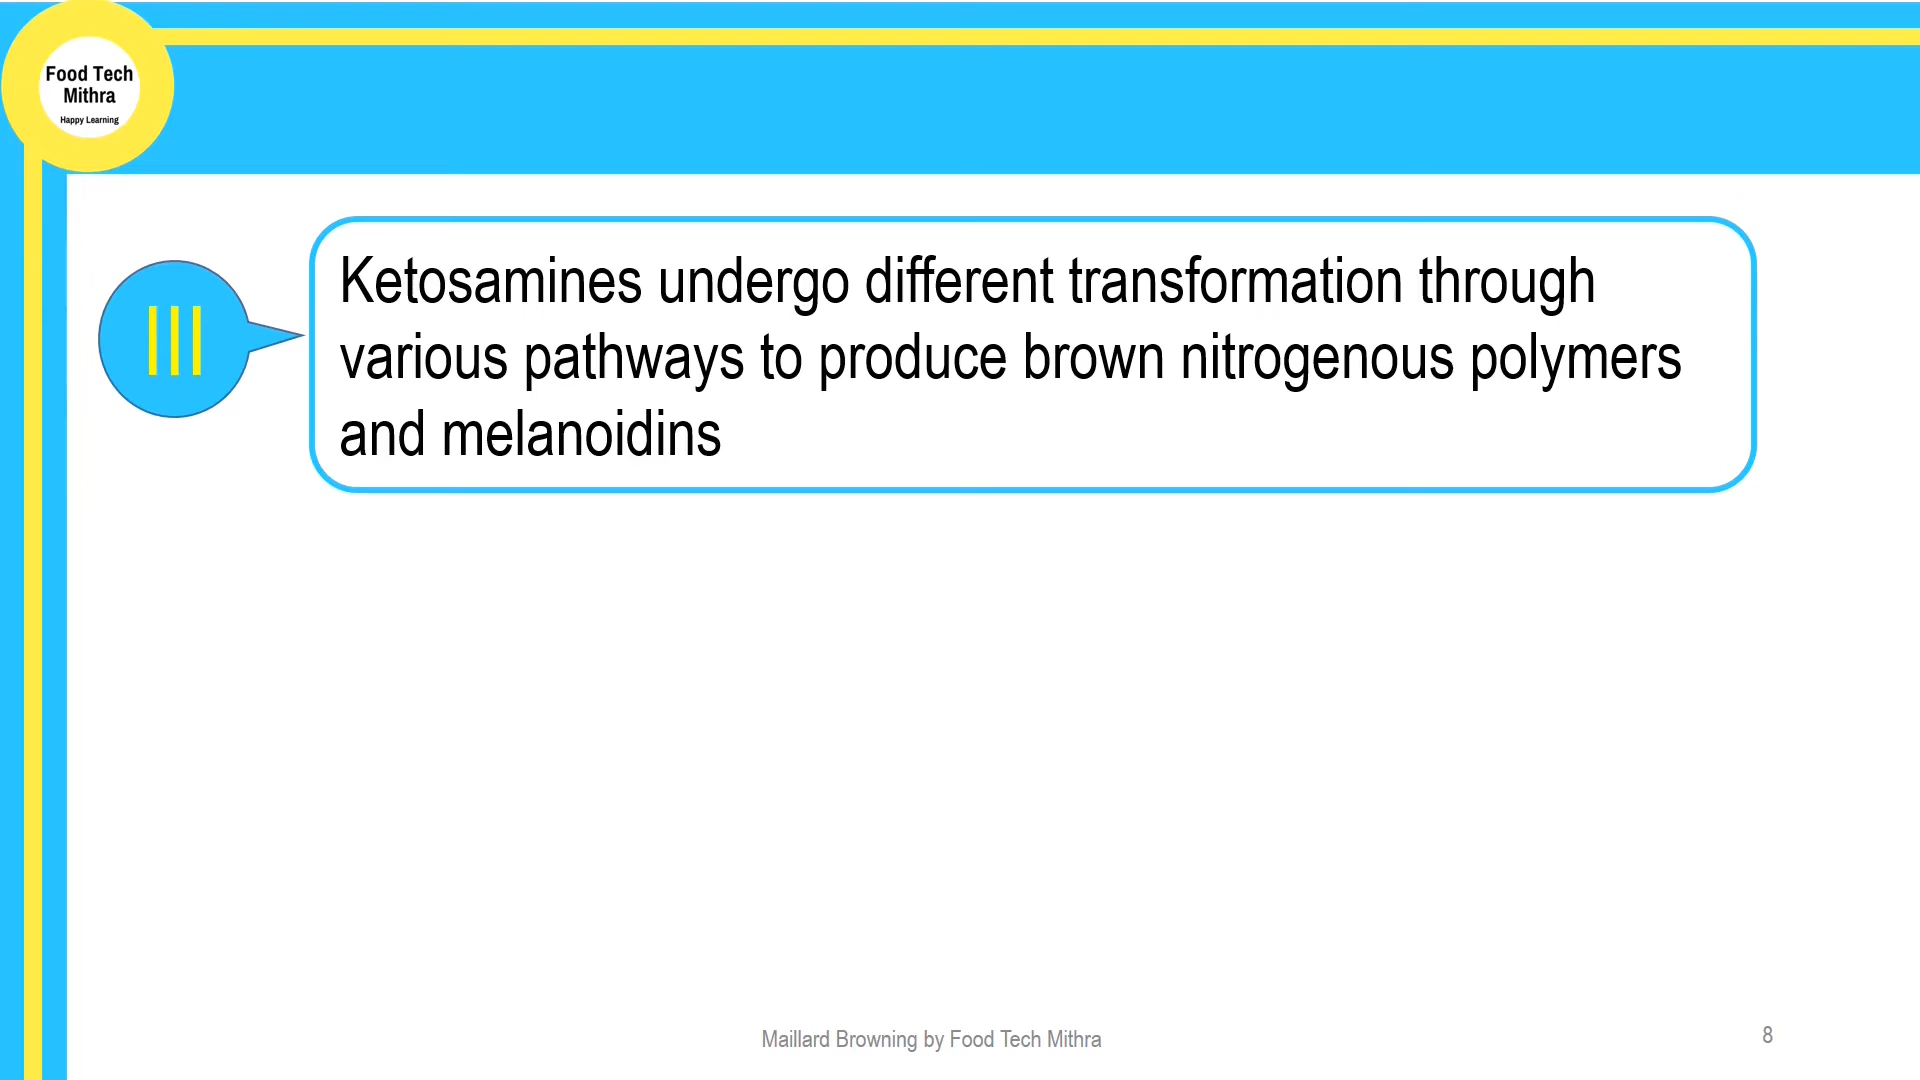 Food Tech
Mithra
Happy Learning
III
Ketosamines undergo different transformation through
various pathways to produce brown nitrogenous polymers
and melanoidins
Maillard Browning by Food Tech Mithra
8